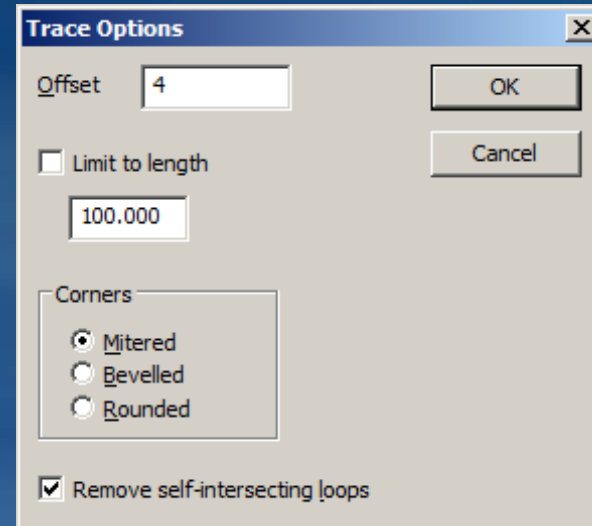 Trace Options
Offset 4 OK
Limit to length Cancel
100.000
Corners
Mitered
Bevelled
Rounded
Remove self-intersecting loops